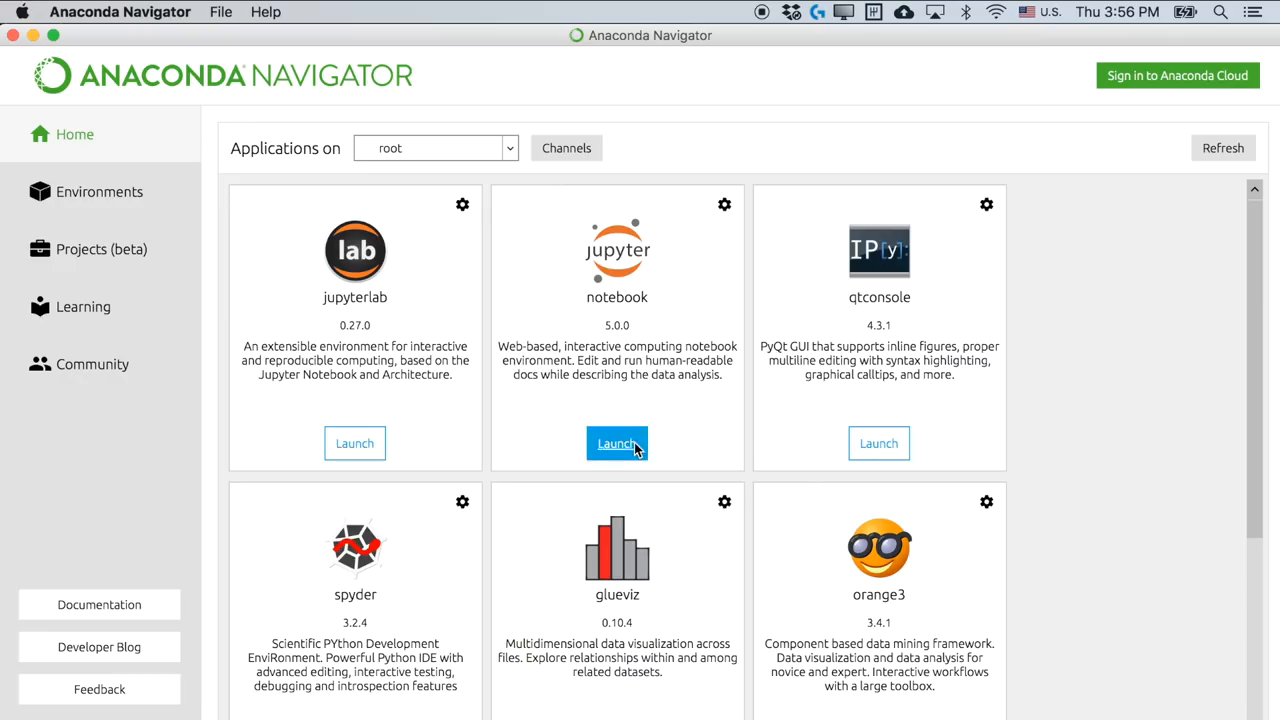 Anaconda Navigator File Help U.S. Thu 3:56 PM
Anaconda Navigator
ANACONDA NAVIGATOR
Sign in to Anaconda Cloud
Home
Environments
Projects (beta)
Learning
Community
Documentation
Developer Blog
Feedback
Applications on root Channels Refresh
lab
jupyterlab
0.27.0
An extensible environment for interactive
and reproducible computing, based on the
Jupyter Notebook and Architecture.
Launch
jupyter
notebook
5.0.0
Web-based, interactive computing notebook
environment. Edit and run human-readable
docs while describing the data analysis.
Launch
IP[y]:
qtconsole
4.3.1
PyQt GUI that supports inline figures, proper
multiline editing with syntax highlighting,
graphical calltips, and more.
Launch
spyder
3.2.4
Scientific PYthon Development
EnviRonment. Powerful Python IDE with
advanced editing, interactive testing,
debugging and introspection features
glueviz
0.10.4
Multidimensional data visualization across
files. Explore relationships within and among
related datasets.
orange3
3.4.1
Component based data mining framework.
Data visualization and data analysis for
novice and expert. Interactive workflows
with a large toolbox.